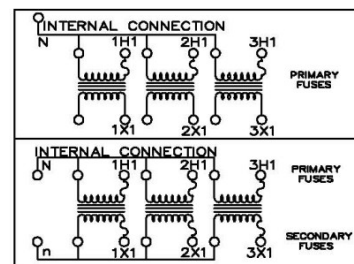 INTERNAL CONNECTION
N 1H1 2H1 3H1
PRIMARY
FUSES
1X1 2X1 3X1
INTERNAL CONNECTION
N 1H1 2H1 3H1
PRIMARY
FUSES
SECONDARY
FUSES
n 1X1 2X1 3X1